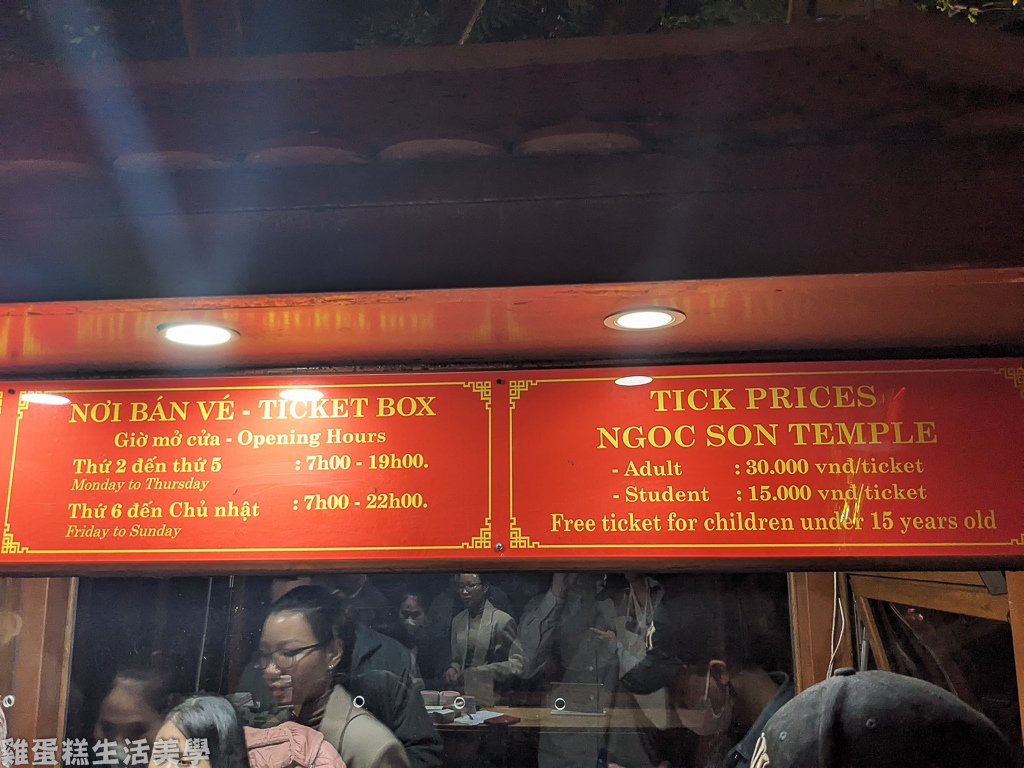 NƠI BÁN VÉ - TICKET BOX
Giờ mở cửa - Opening Hours
Thứ 2 đến thứ 5 : 7h00 - 19h00.
Monday to Thursday
Thứ 6 đến Chủ nhật : 7h00 - 22h00.
Friday to Sunday
TICK PRICES
NGOC SON TEMPLE
- Adult : 30.000 vnd/ticket
- Student : 15.000 vnd/ticket
Free ticket for children under 15 years old
雞蛋糕生活美學